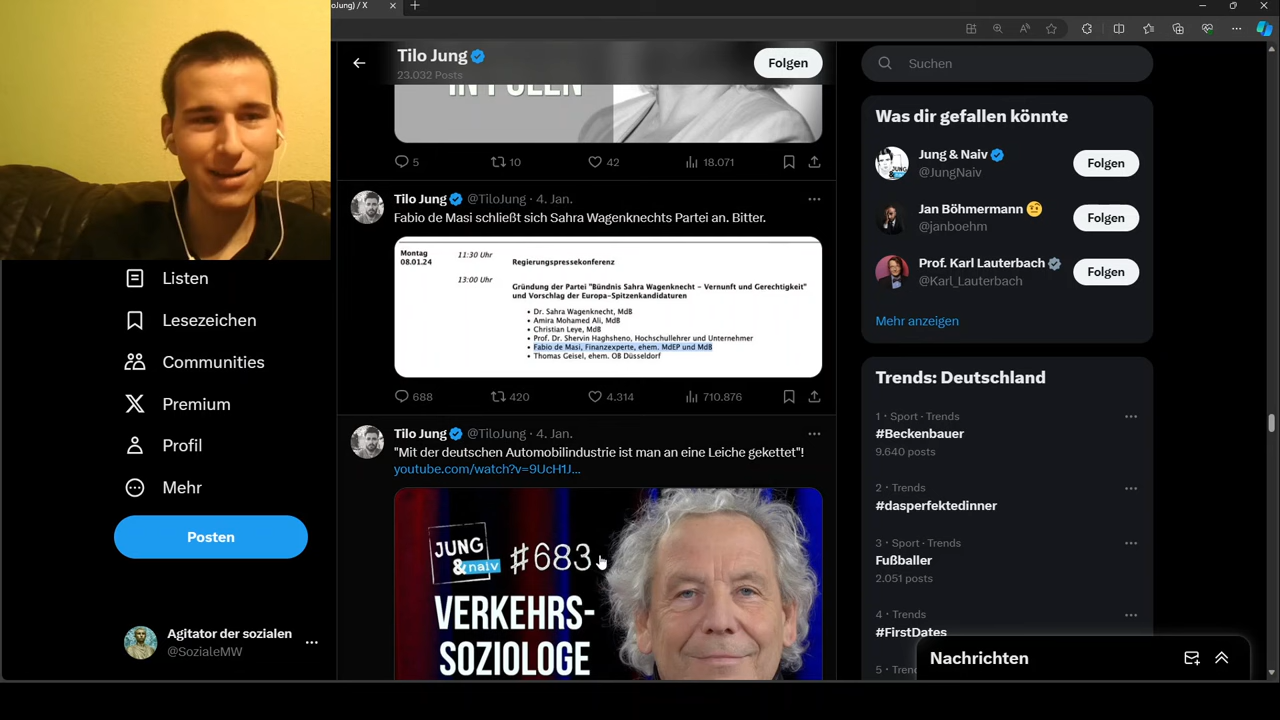 oJung) / X
Tilo Jung
23.032 Posts
Folgen
IN POLEN
5
10
42
18.071
Tilo Jung @TiloJung · 4. Jan.
Fabio de Masi schließt sich Sahra Wagenknechts Partei an. Bitter.
Montag
08.01.24
11:30 Uhr
Regierungspressekonferenz
13:00 Uhr
Gründung der Partei "Bündnis Sahra Wagenknecht – Vernunft und Gerechtigkeit"
und Vorschlag der Europa-Spitzenkandidaturen
• Dr. Sahra Wagenknecht, MdB
• Amira Mohamed Ali, MdB
• Christian Leye, MdB
• Prof. Dr. Shervin Haghsheno, Hochschullehrer und Unternehmer
• Fabio de Masi, Finanzexperte, ehem. MdEP und MdB
• Thomas Geisel, ehem. OB Düsseldorf
688
420
4.314
710.876
Tilo Jung @TiloJung · 4. Jan.
"Mit der deutschen Automobilindustrie ist man an eine Leiche gekettet"!
youtube.com/watch?v=9UcH1J...
JUNG
&naiv
#683
VERKEHRS-
SOZIOLOGE
Listen
Lesezeichen
Communities
Premium
Profil
Mehr
Posten
Agitator der sozialen
@SozialeMW
Suchen
Was dir gefallen könnte
Jung & Naiv
@JungNaiv
Folgen
Jan Böhmermann
@janboehm
Folgen
Prof. Karl Lauterbach
@Karl_Lauterbach
Folgen
Mehr anzeigen
Trends: Deutschland
1 · Sport · Trends
#Beckenbauer
9.640 posts
2 · Trends
#dasperfektedinner
3 · Sport · Trends
Fußballer
2.051 posts
4 · Trends
#FirstDates
5 ·
Nachrichten